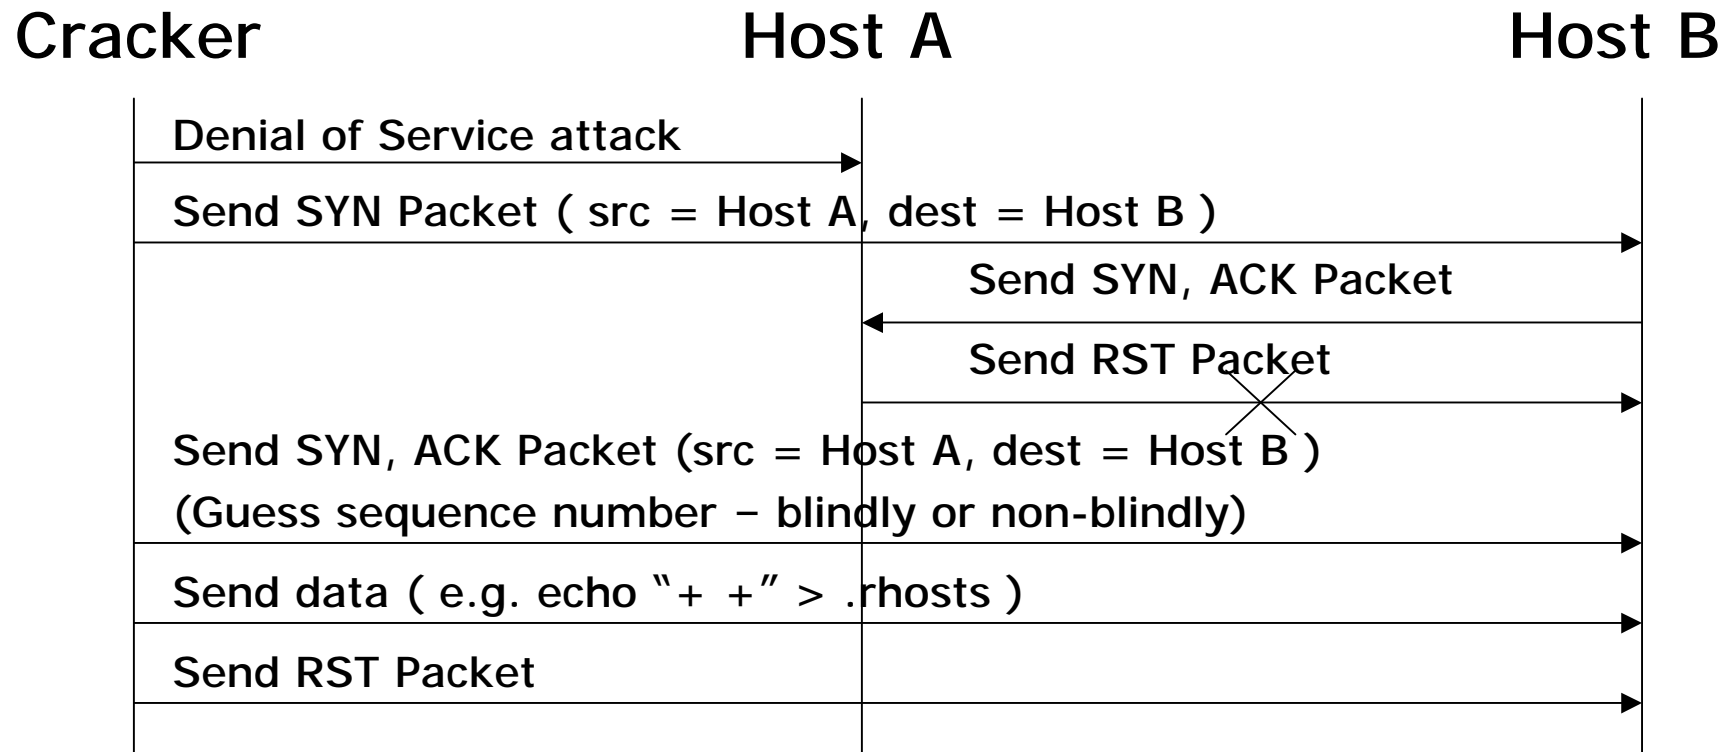 Cracker Host A Host B
Denial of Service attack
Send SYN Packet ( src = Host A, dest = Host B )
Send SYN, ACK Packet
Send RST Packet
Send SYN, ACK Packet (src = Host A, dest = Host B )
(Guess sequence number – blindly or non-blindly)
Send data ( e.g. echo “+ +” > .rhosts )
Send RST Packet